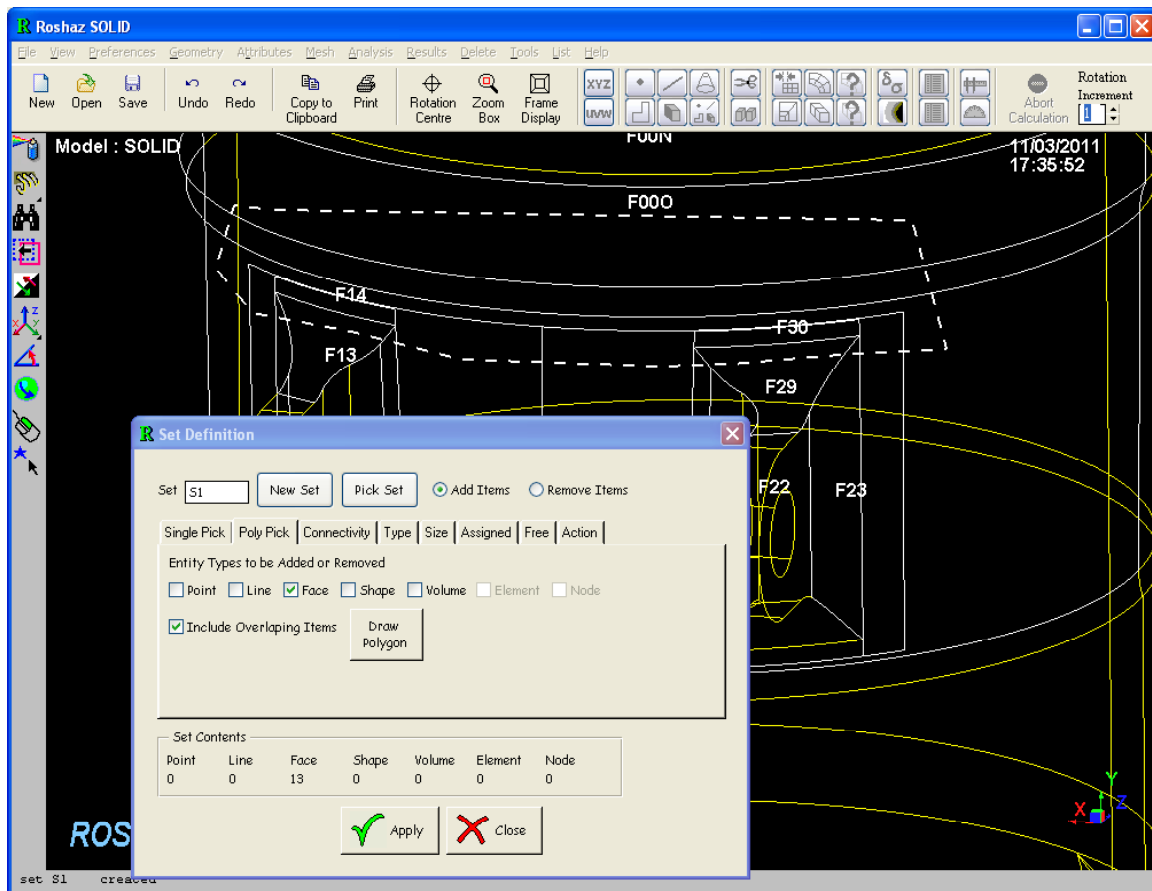 Roshaz SOLID
File View Preferences Geometry Attributes Mesh Analysis Results Delete Tools List Help
New Open Save Undo Redo Copy to Clipboard Print Rotation Centre Zoom Box Frame Display XYZ UVW δσ Abort Calculation Rotation Increment 1
Model : SOLID
F00N
11/03/2011
17:35:52
F00O
F14
F30
F13
F29
Set Definition
Set S1 New Set Pick Set Add Items Remove Items
F22 F23
Single Pick Poly Pick Connectivity Type Size Assigned Free Action
Entity Types to be Added or Removed
Point Line Face Shape Volume Element Node
Include Overlaping Items Draw Polygon
Set Contents
Point Line Face Shape Volume Element Node
0 0 13 0 0 0 0
Y
X Z
ROS
Apply Close
set S1 created